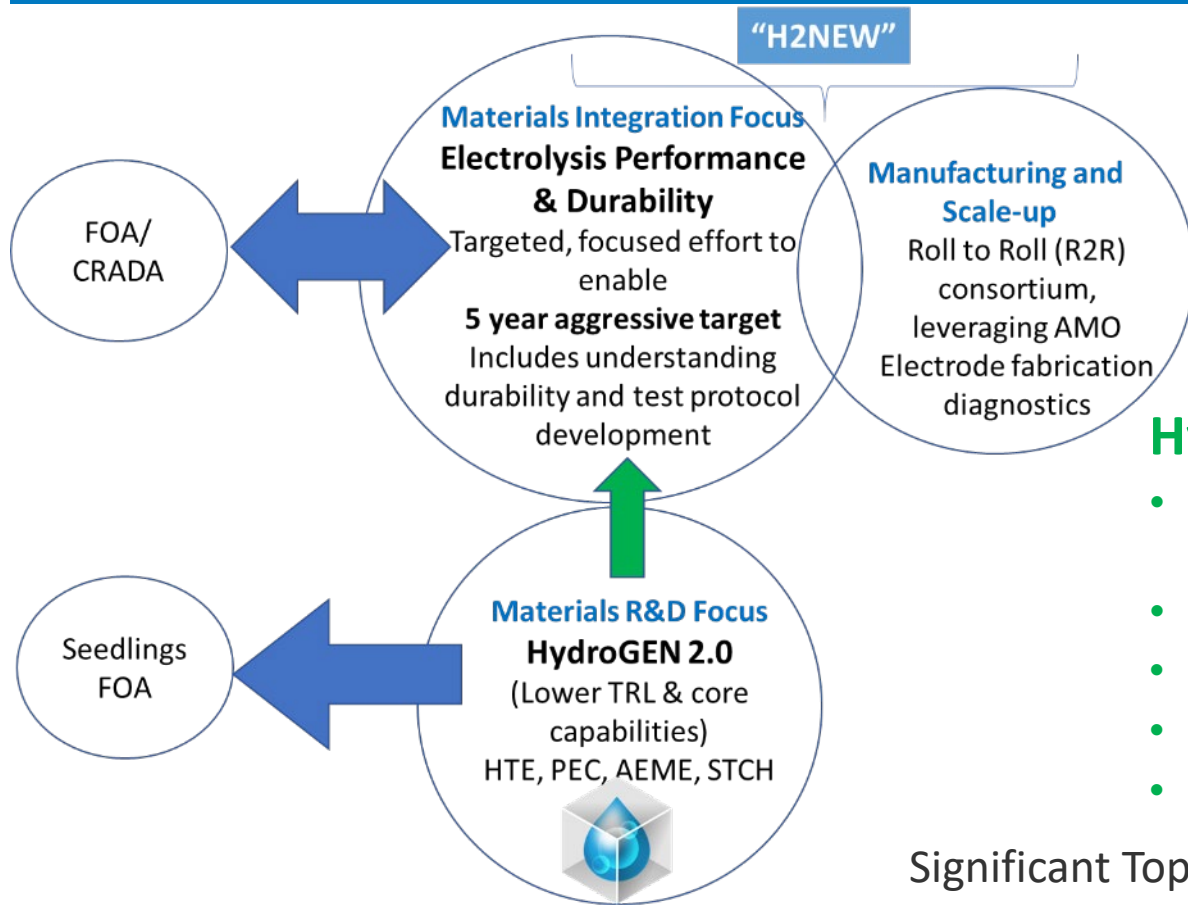 “H2NEW”
Materials Integration Focus
Electrolysis Performance
& Durability
Targeted, focused effort to
enable
5 year aggressive target
Includes understanding
durability and test protocol
development
Manufacturing and
Scale-up
Roll to Roll (R2R)
consortium,
leveraging AMO
Electrode fabrication
diagnostics
FOA/
CRADA
Seedlings
FOA
Materials R&D Focus
HydroGEN 2.0
(Lower TRL & core
capabilities)
HTE, PEC, AEME, STCH
•
•
•
•
•
Significant Top